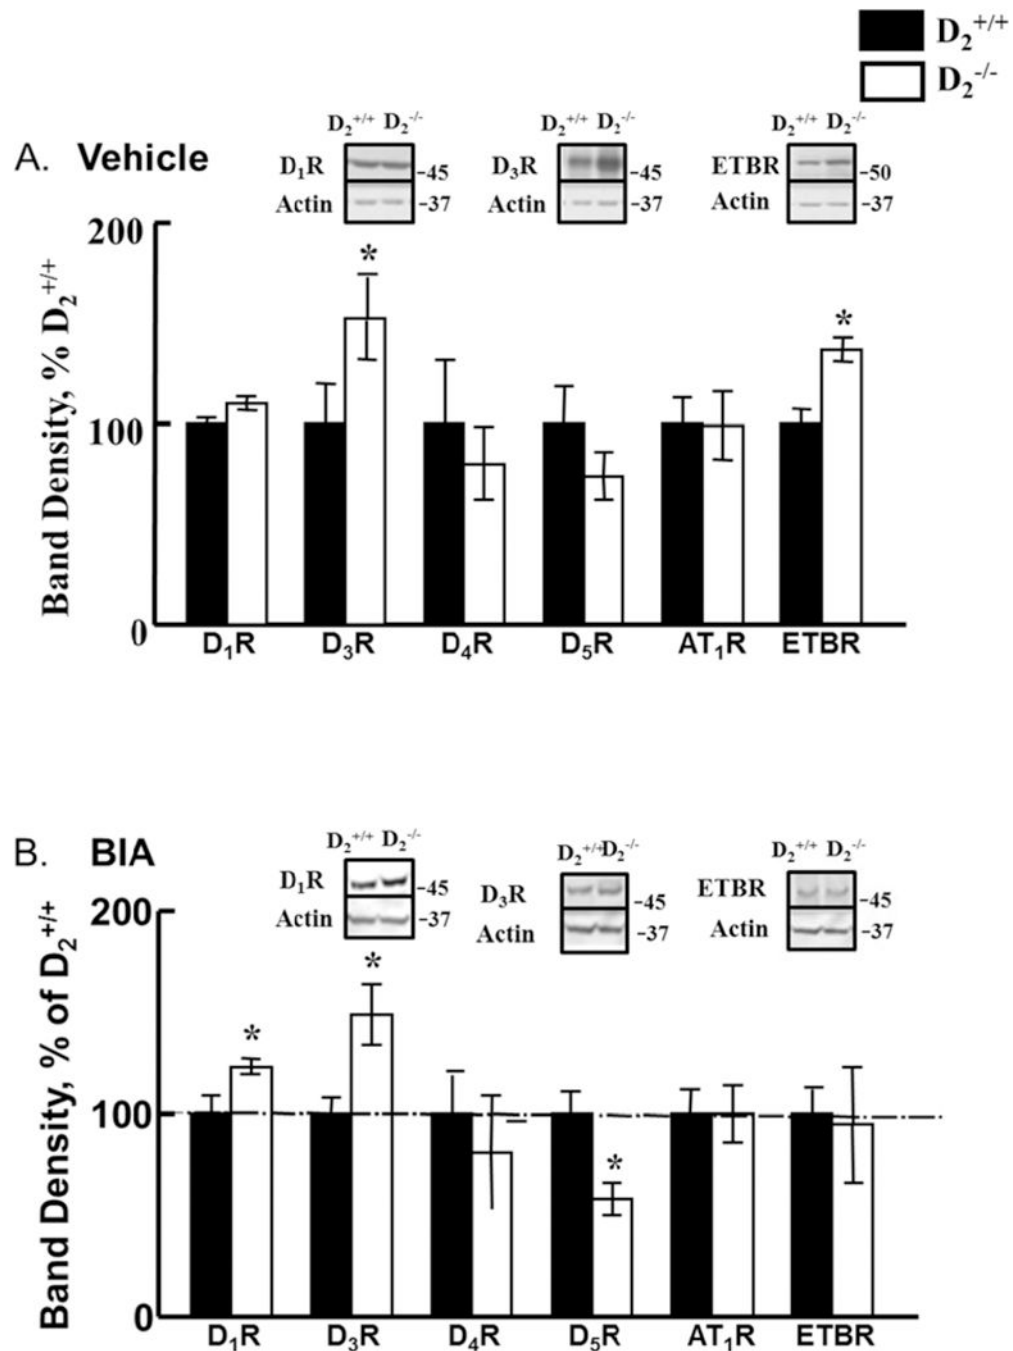 D₂⁺/⁺
D₂⁻/⁻
A. Vehicle
D₂⁺/⁺ D₂⁻/⁻
D₁R
-45
Actin
-37
D₂⁺/⁺ D₂⁻/⁻
D₃R
-45
Actin
-37
D₂⁺/⁺ D₂⁻/⁻
ETBR
-50
Actin
-37
Band Density, % D₂⁺/⁺
200
100
0
*
*
D₁R D₃R D₄R D₅R AT₁R ETBR
B. BIA
D₂⁺/⁺ D₂⁻/⁻
D₁R
-45
Actin
-37
D₂⁺/⁺D₂⁻/⁻
D₃R
-45
Actin
-37
D₂⁺/⁺ D₂⁻/⁻
ETBR
-45
Actin
-37
Band Density, % of D₂⁺/⁺
200
100
0
*
*
*
D₁R D₃R D₄R D₅R AT₁R ETBR